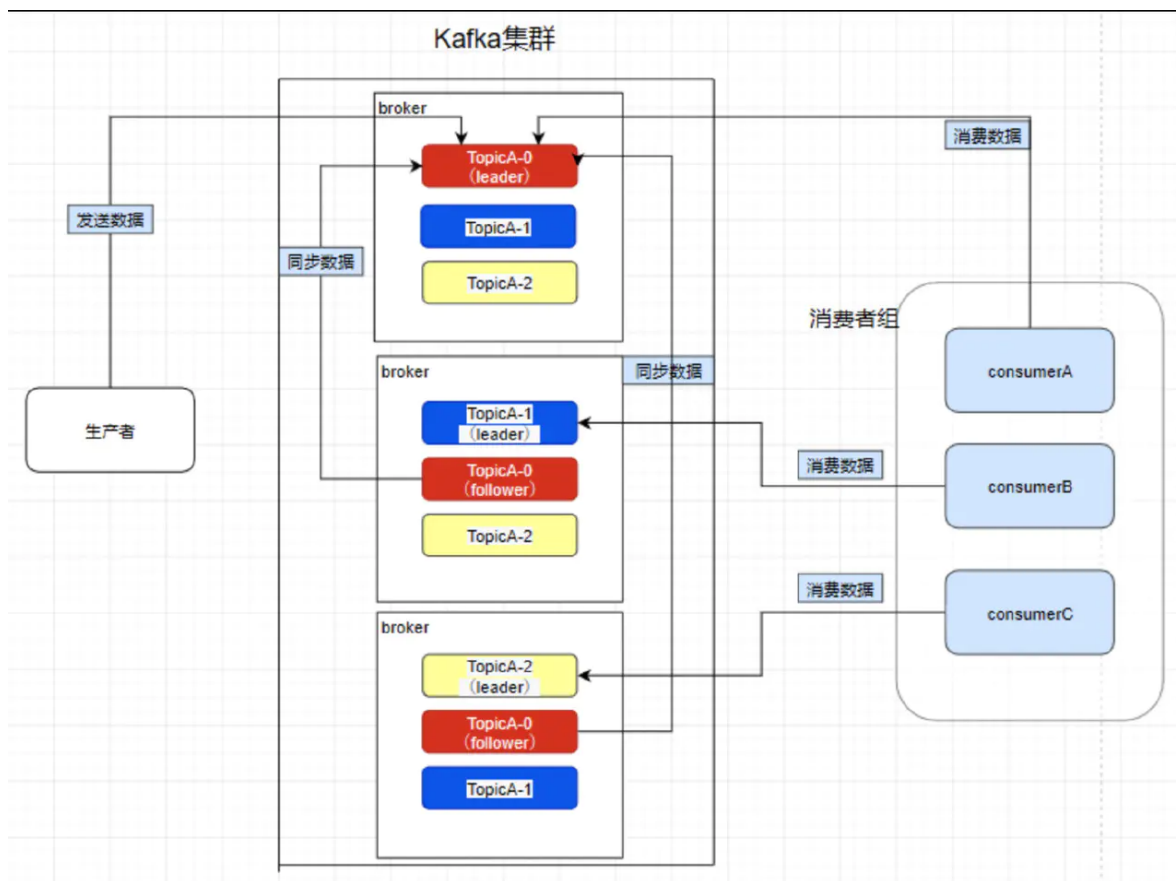 Kafka集群
broker
TopicA-0
（leader）
TopicA-1
TopicA-2
发送数据
同步数据
消费数据
生产者
broker
同步数据
TopicA-1
（leader）
TopicA-0
（follower）
TopicA-2
broker
TopicA-2
（leader）
TopicA-0
（follower）
TopicA-1
消费者组
consumerA
消费数据
consumerB
消费数据
consumerC